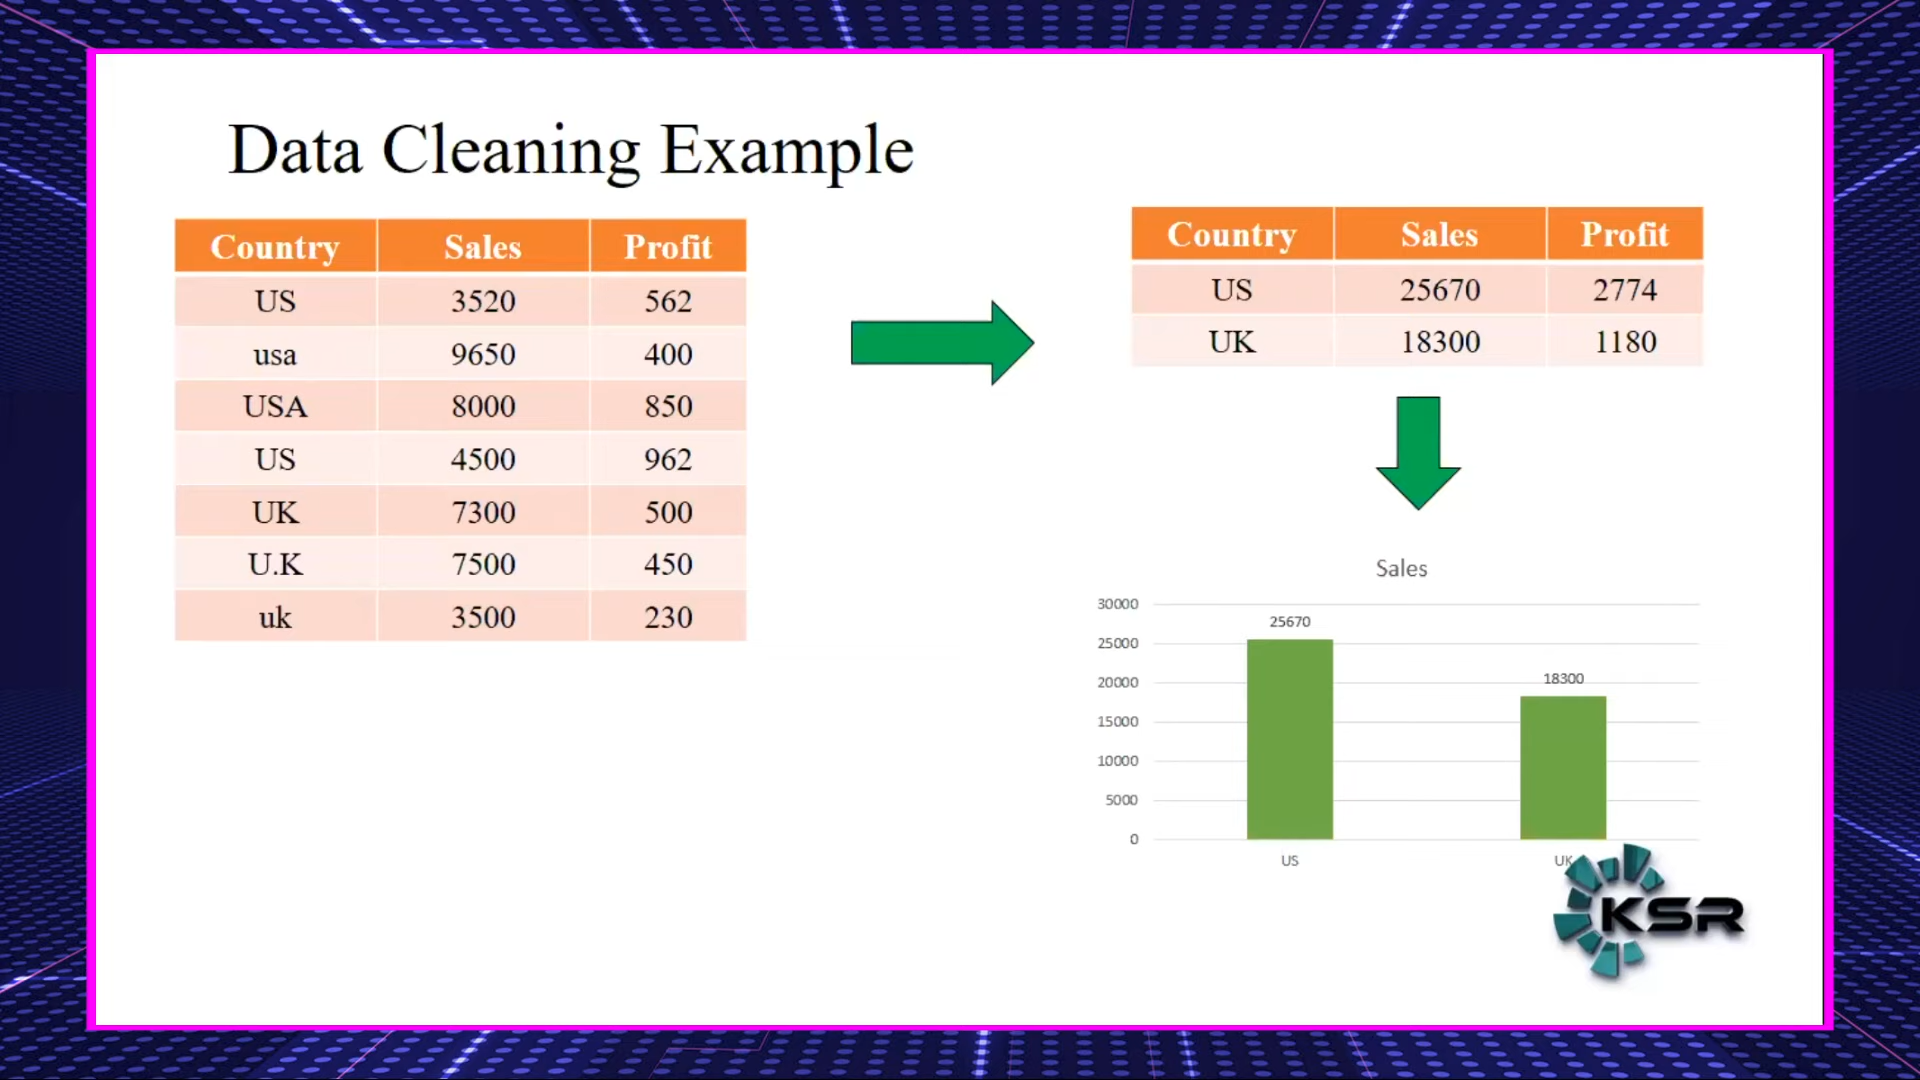 Data Cleaning Example
Country Sales Profit
US 3520 562
usa 9650 400
USA 8000 850
US 4500 962
UK 7300 500
U.K 7500 450
uk 3500 230
Country Sales Profit
US 25670 2774
UK 18300 1180
Sales
30000
25000
20000
15000
10000
5000
0
25670
18300
US UK
KSR